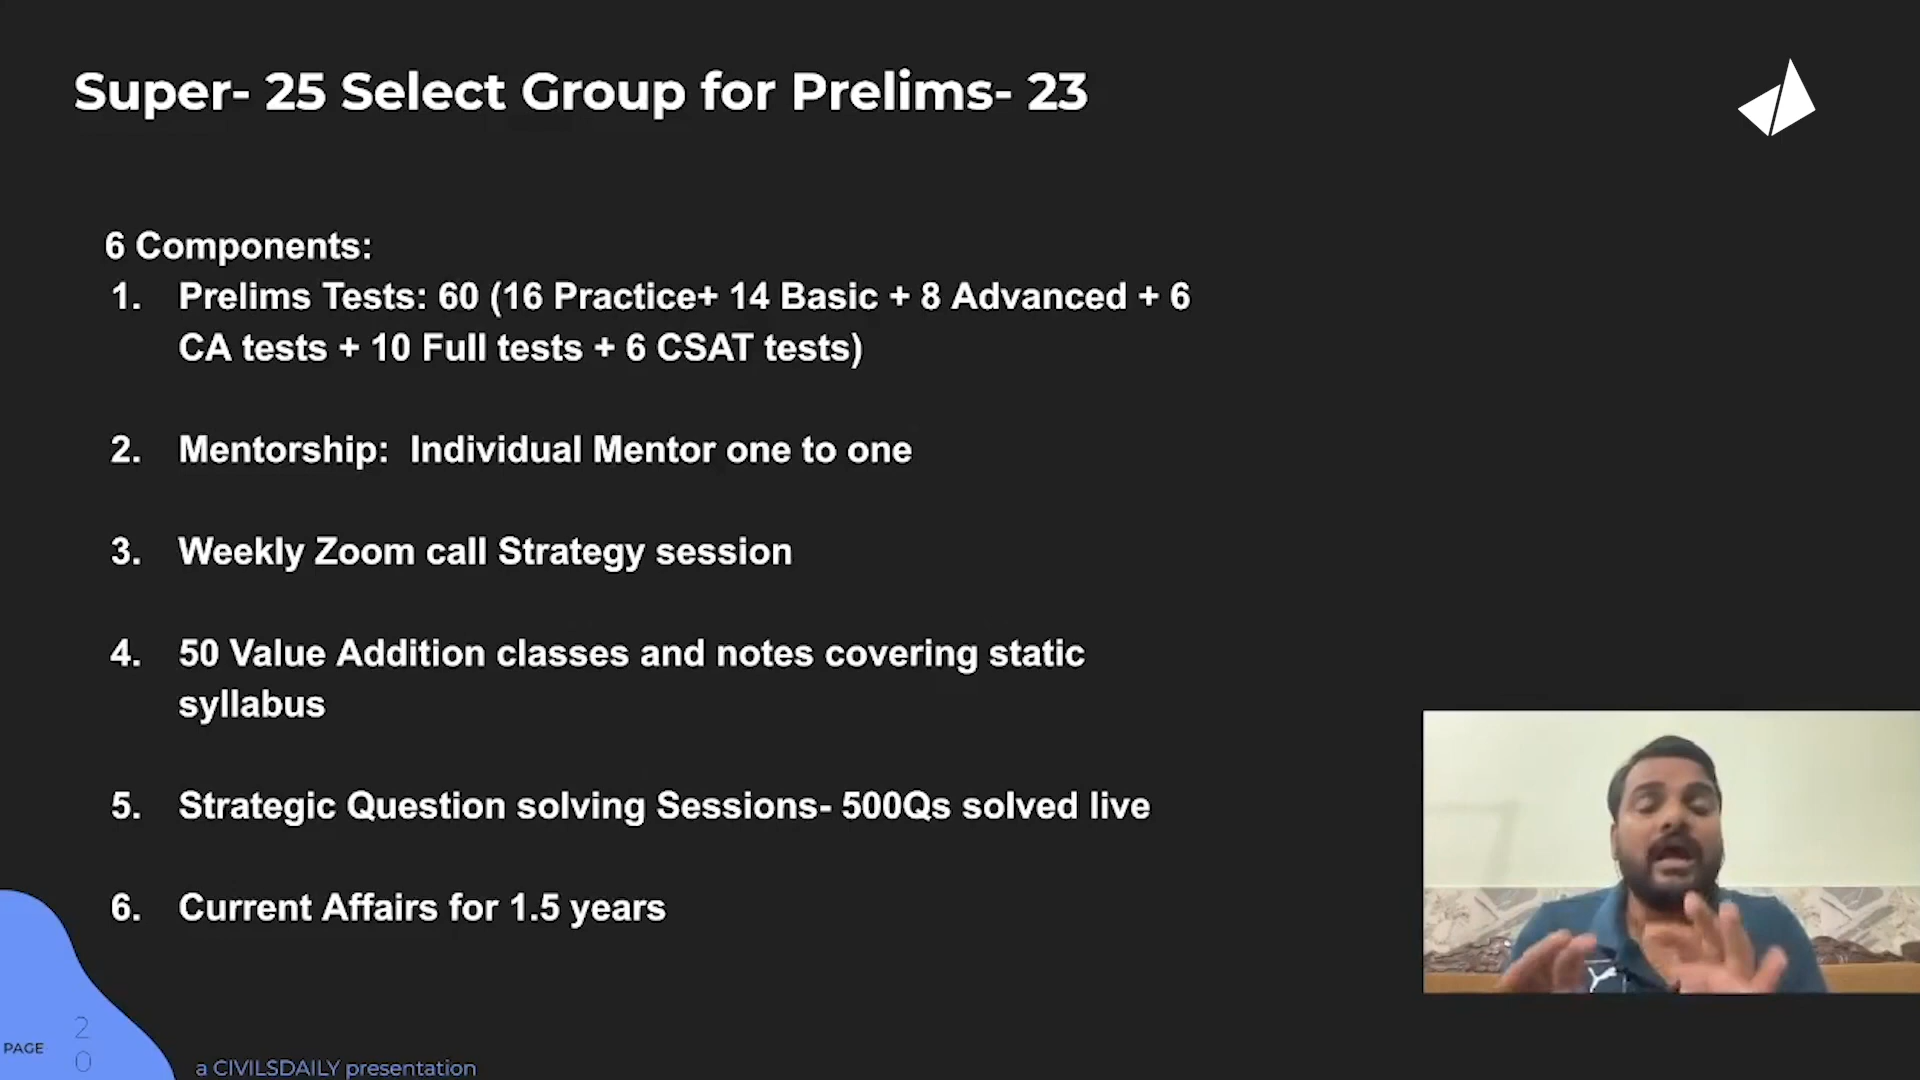 Super- 25 Select Group for Prelims- 23
6 Components:
1. Prelims Tests: 60 (16 Practice+ 14 Basic + 8 Advanced + 6
CA tests + 10 Full tests + 6 CSAT tests)
2. Mentorship: Individual Mentor one to one
3. Weekly Zoom call Strategy session
4. 50 Value Addition classes and notes covering static
syllabus
5. Strategic Question solving Sessions- 500Qs solved live
6. Current Affairs for 1.5 years
PAGE
2
0
a CIVILSDAILY presentation